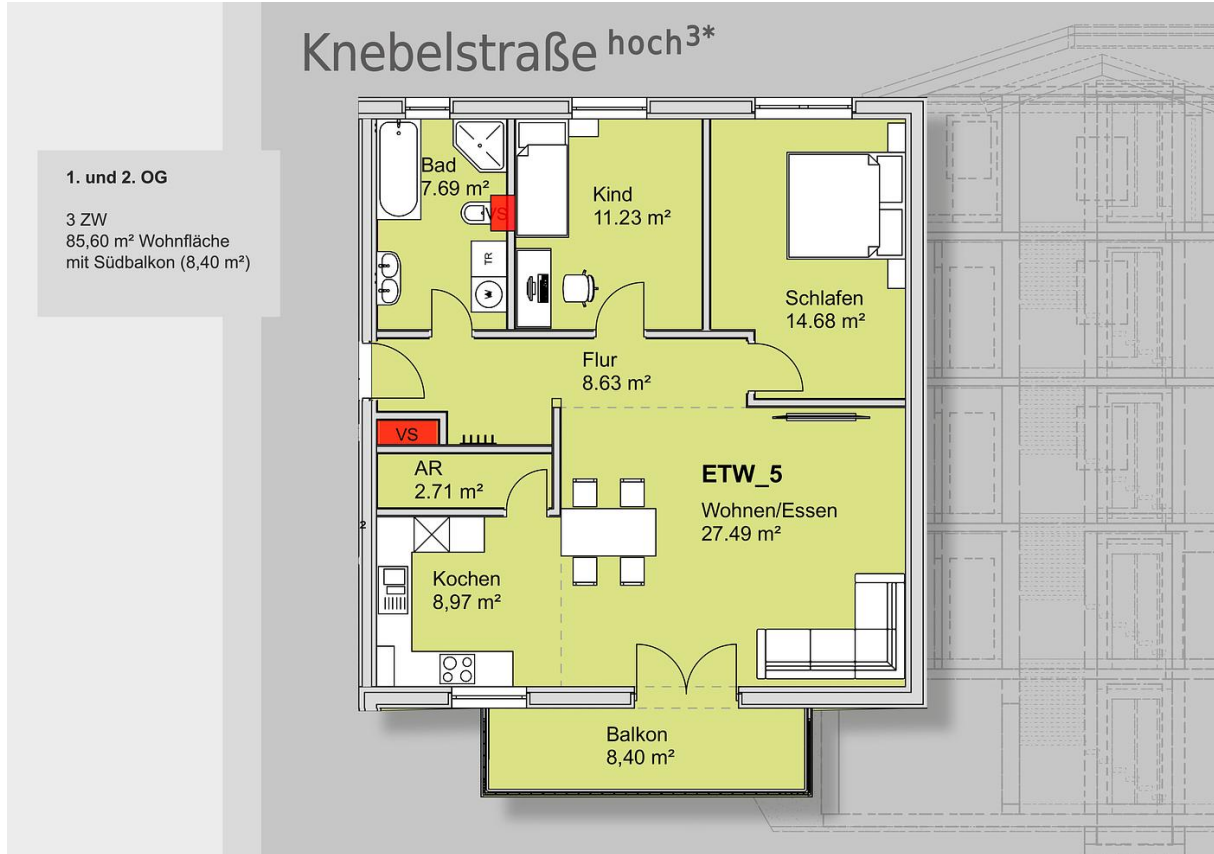 Knebelstraße hoch3*
1. und 2. OG
3 ZW
85,60 m² Wohnfläche
mit Südbalkon (8,40 m²)
Bad
7.69 m²
VS
TR
W
Kind
11.23 m²
Schlafen
14.68 m²
Flur
8.63 m²
VS
AR
2.71 m²
ETW_5
Wohnen/Essen
27.49 m²
2
Kochen
8,97 m²
Balkon
8,40 m²